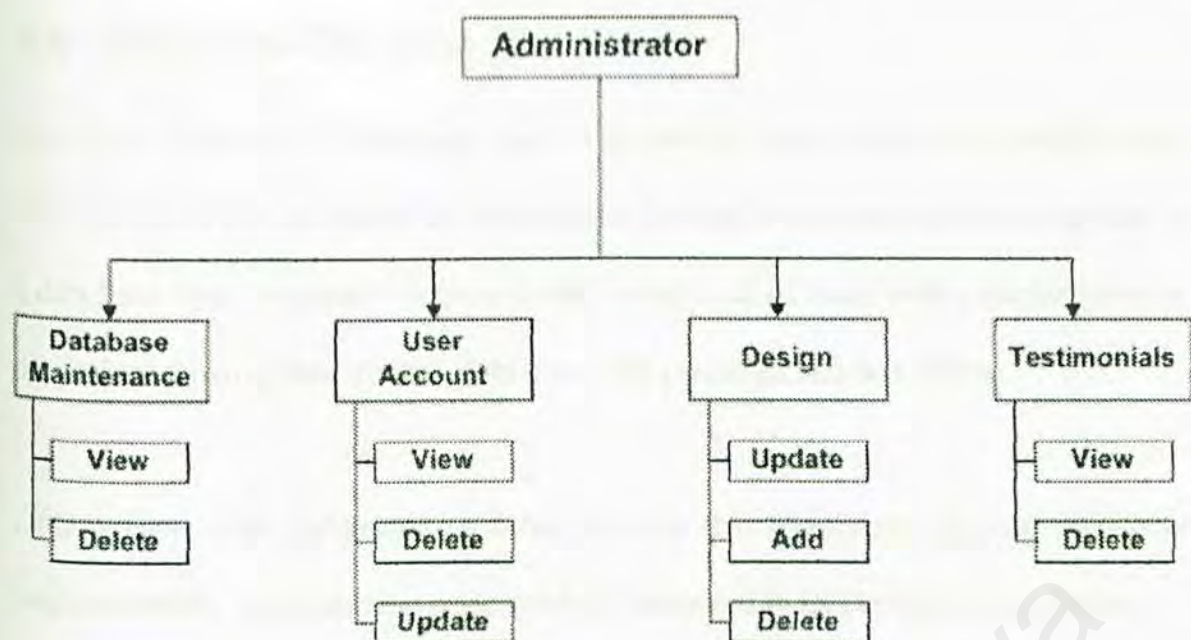 Administrator
Database
Maintenance
View
Delete
User
Account
View
Delete
Update
Design
Update
Add
Delete
Testimonials
View
Delete